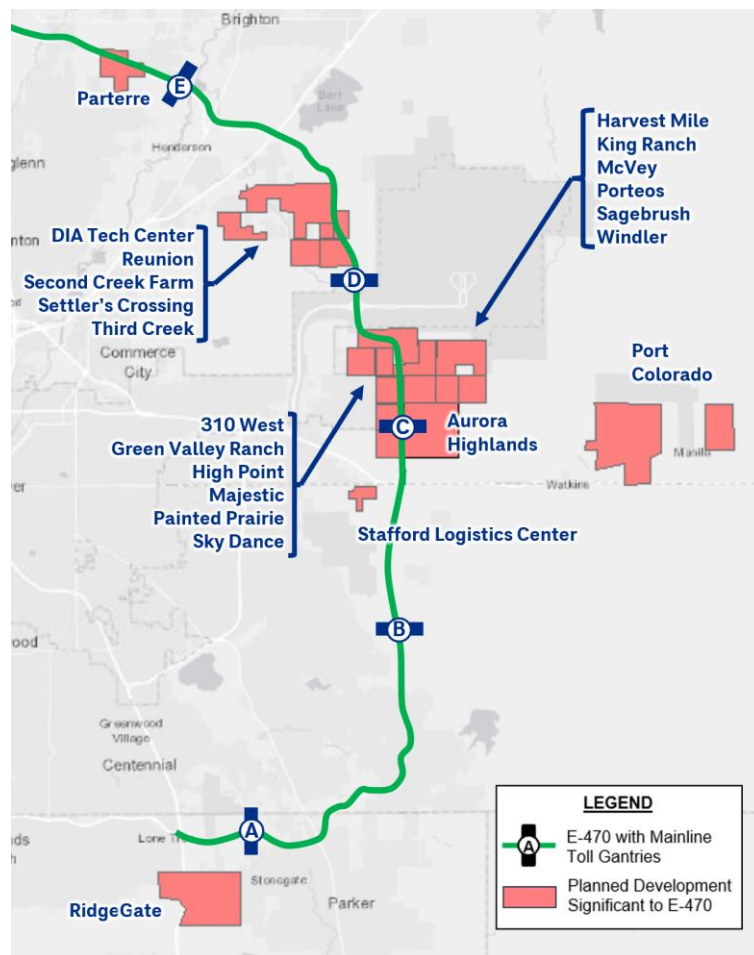 Brighton
E
Parterre
Barr
Lake
Henderson
Harvest Mile
King Ranch
McVey
Porteos
Sagebrush
Windler
DIA Tech Center
Reunion
Second Creek Farm
Settler's Crossing
Third Creek
D
Commerce
City
Port
Colorado
310 West
Green Valley Ranch
High Point
Majestic
Painted Prairie
Sky Dance
C
Aurora
Highlands
Watkins
Stafford Logistics Center
B
Greenwood
Village
Centennial
A
Stonegate
Parker
RidgeGate
LEGEND
A
E-470 with Mainline
Toll Gantries
Planned Development
Significant to E-470